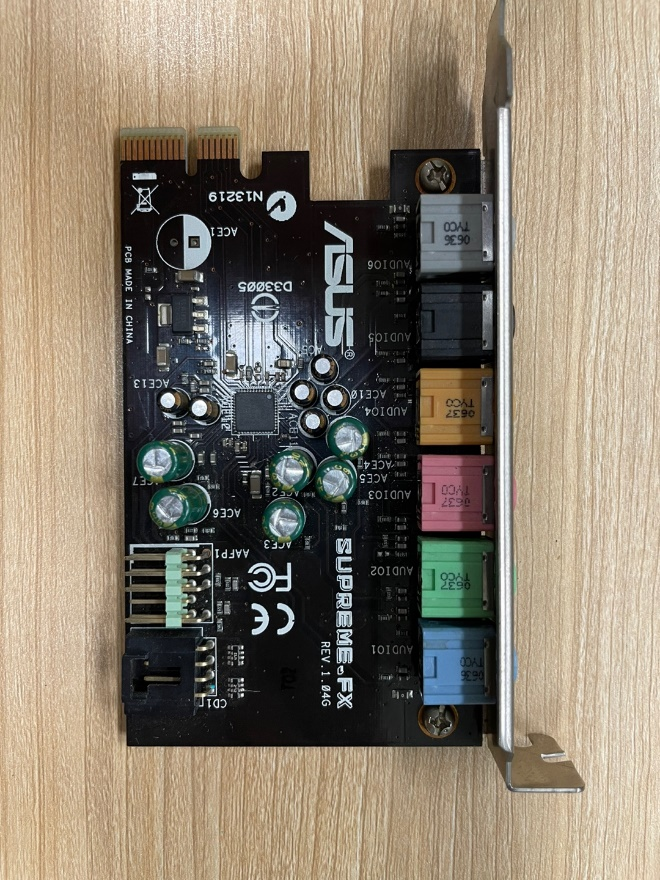 N13219
ACE1
PCB MADE IN CHINA
D33005
ASUS®
AUDIO6
AUDIO5
AUDIO4
AUDIO3
AUDIO2
AUDIO1
0636
TYCO
0637
TYCO
0637
TYCO
0637
TYCO
0636
TYCO
ACE13
ACE10
ACE7
ACE6
ACE4
ACE5
ACE2
ACE3
AAFP1
FC
CE
SUPREME FX
REV.1.04G
CD1